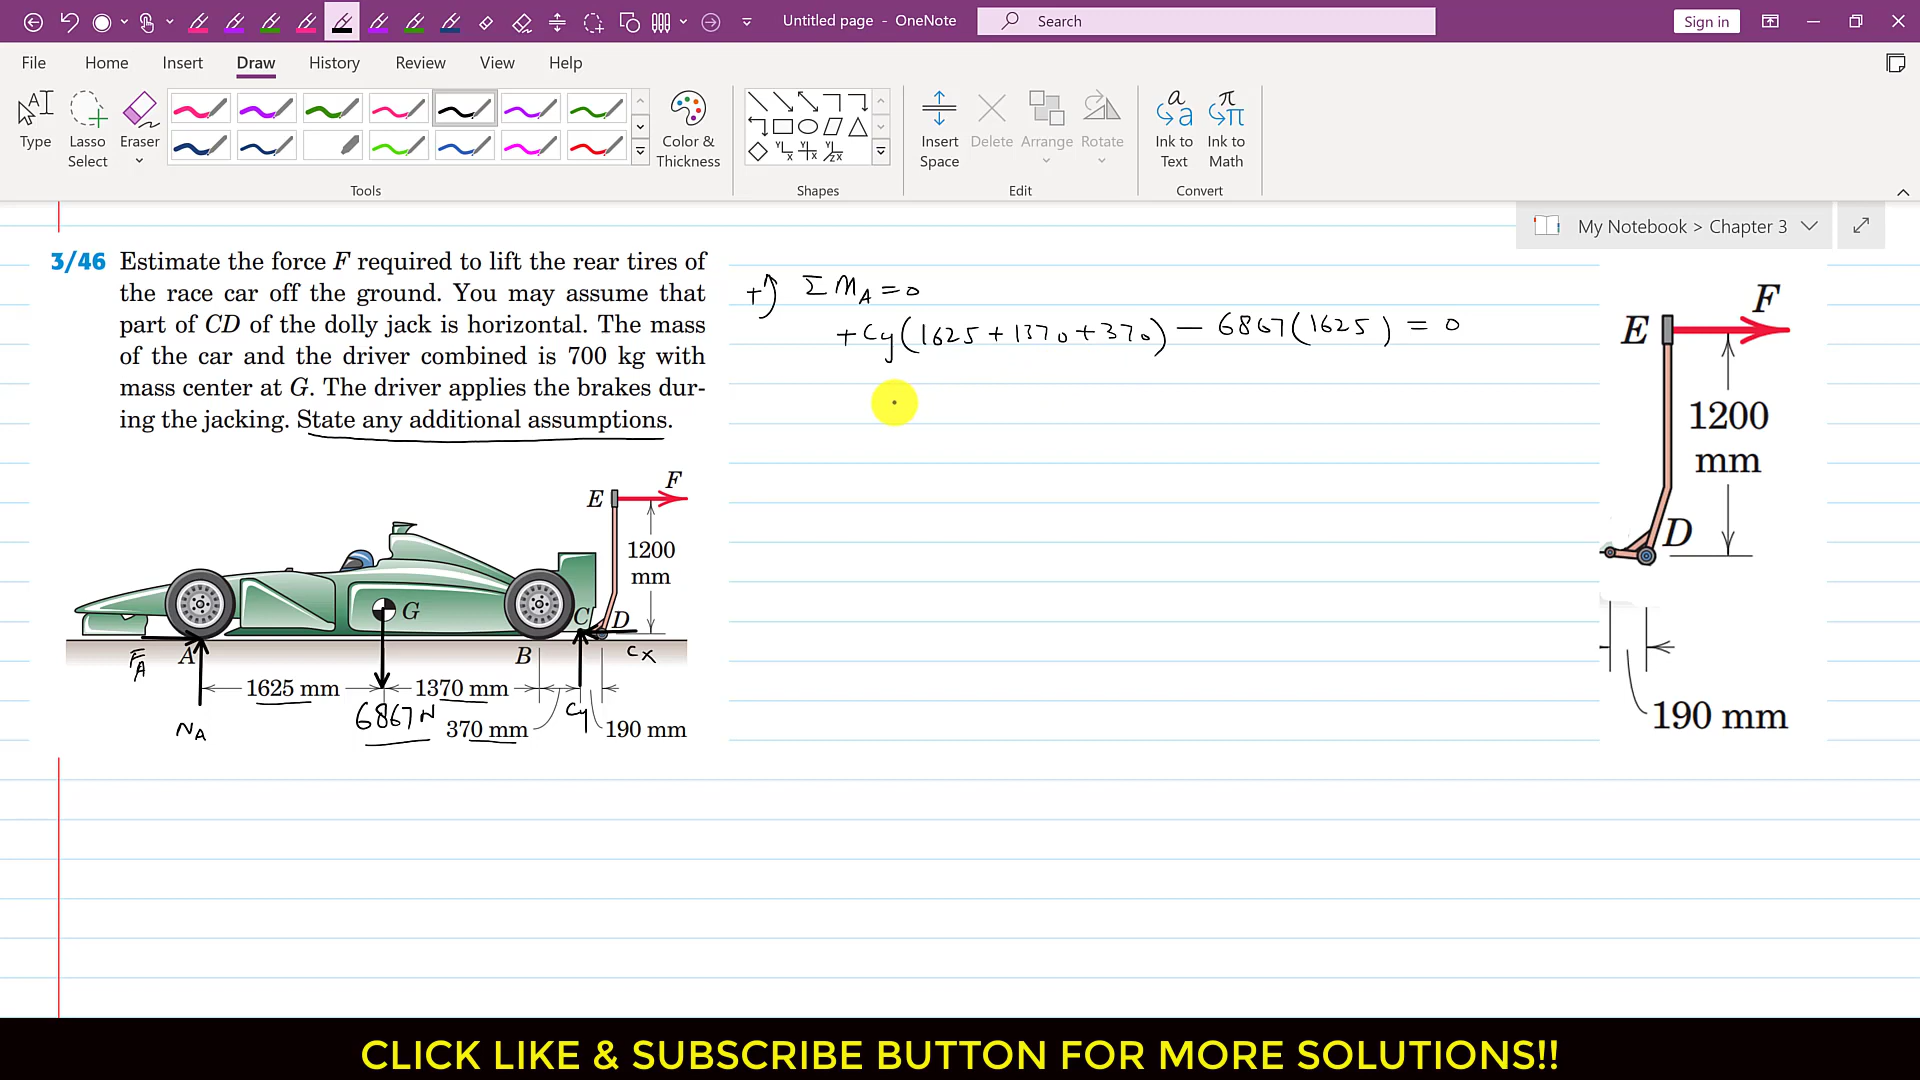 Untitled page - OneNote
Search
Sign in
File Home Insert Draw History Review View Help
Type
Lasso Select
Eraser
Color & Thickness
Insert Space
Delete
Arrange
Rotate
Ink to Text
Ink to Math
Tools
Shapes
Edit
Convert
My Notebook > Chapter 3
3/46 Estimate the force F required to lift the rear tires of
the race car off the ground. You may assume that
part of CD of the dolly jack is horizontal. The mass
of the car and the driver combined is 700 kg with
mass center at G. The driver applies the brakes dur-
ing the jacking. State any additional assumptions.
+ Σ M_A = 0
+ Cy (1625 + 1370 + 370) − 6867 (1625) = 0
F
E
1200
mm
G
C
D
F_A
A
B
Cx
1625 mm
1370 mm
N_A
6867 N
370 mm
Cy
190 mm
F
E
1200
mm
D
190 mm
CLICK LIKE & SUBSCRIBE BUTTON FOR MORE SOLUTIONS!!